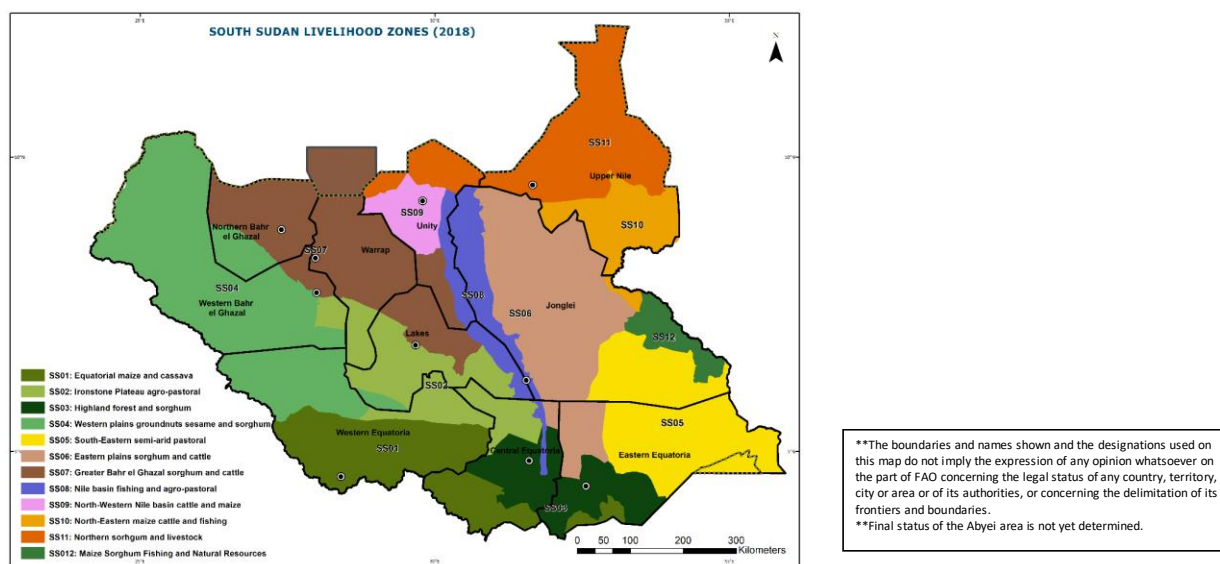 SOUTH SUDAN LIVELIHOOD ZONES (2018)
N
SS11
Upper Nile
SS10
SS09
Unity
Northern Bahr
el Ghazal
SS07
Warrap
SS04
Western Bahr
el Ghazal
SS08
SS06
Jonglei
Lakes
SS12
SS02
SS05
Western Equatoria
SS01
Central Equatoria
Eastern Equatoria
SS03
SS01: Equatorial maize and cassava
SS02: Ironstone Plateau agro-pastoral
SS03: Highland forest and sorghum
SS04: Western plains groundnuts sesame and sorghum
SS05: South-Eastern semi-arid pastoral
SS06: Eastern plains sorghum and cattle
SS07: Greater Bahr el Ghazal sorghum and cattle
SS08: Nile basin fishing and agro-pastoral
SS09: North-Western Nile basin cattle and maize
SS10: North-Eastern maize cattle and fishing
SS11: Northern sorhgum and livestock
SS012: Maize Sorghum Fishing and Natural Resources
0 50 100 200 300
Kilometers
**The boundaries and names shown and the designations used on
this map do not imply the expression of any opinion whatsoever on
the part of FAO concerning the legal status of any country, territory,
city or area or of its authorities, or concerning the delimitation of its
frontiers and boundaries.
**Final status of the Abyei area is not yet determined.